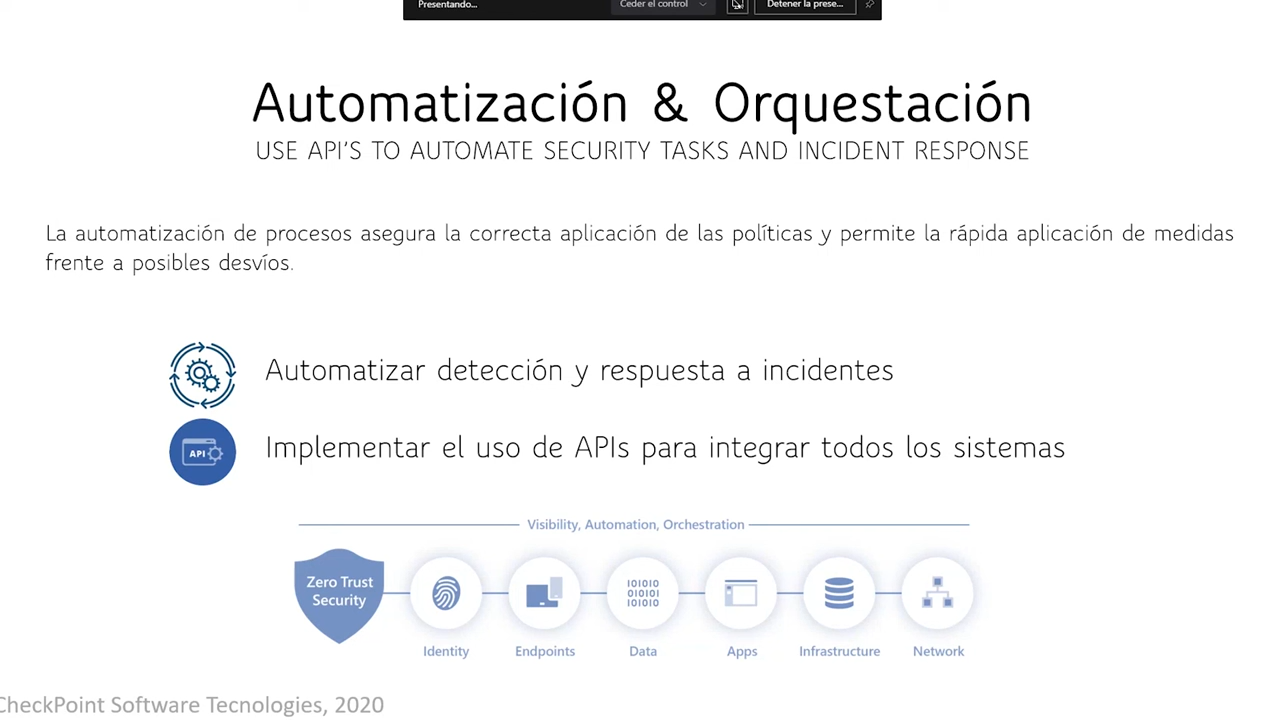 Presentando...
Ceder el control
Detener la prese...
Automatización & Orquestación
USE API'S TO AUTOMATE SECURITY TASKS AND INCIDENT RESPONSE
La automatización de procesos asegura la correcta aplicación de las políticas y permite la rápida aplicación de medidas
frente a posibles desvíos.
Automatizar detección y respuesta a incidentes
API
Implementar el uso de APIs para integrar todos los sistemas
Visibility, Automation, Orchestration
Zero Trust
Security
01010
01010
01010
Identity
Endpoints
Data
Apps
Infrastructure
Network
CheckPoint Software Tecnologies, 2020